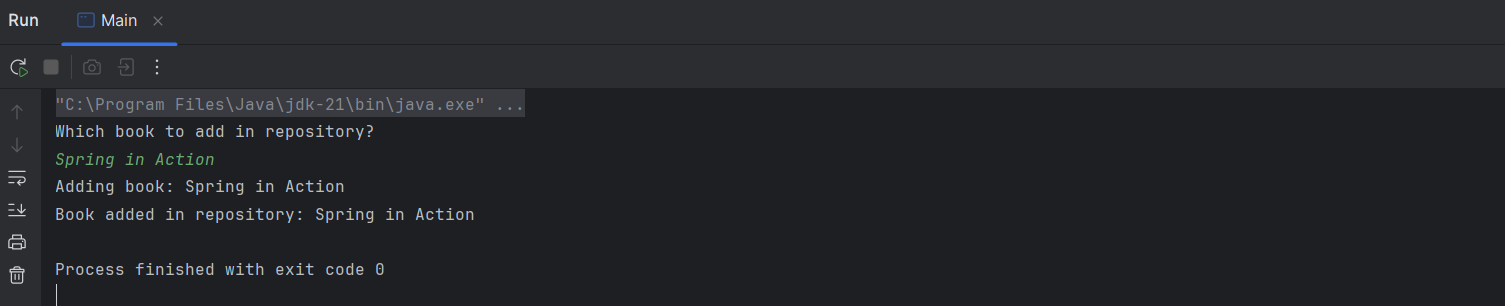 Run Main
"C:\Program Files\Java\jdk-21\bin\java.exe" ...
Which book to add in repository?
Spring in Action
Adding book: Spring in Action
Book added in repository: Spring in Action
Process finished with exit code 0